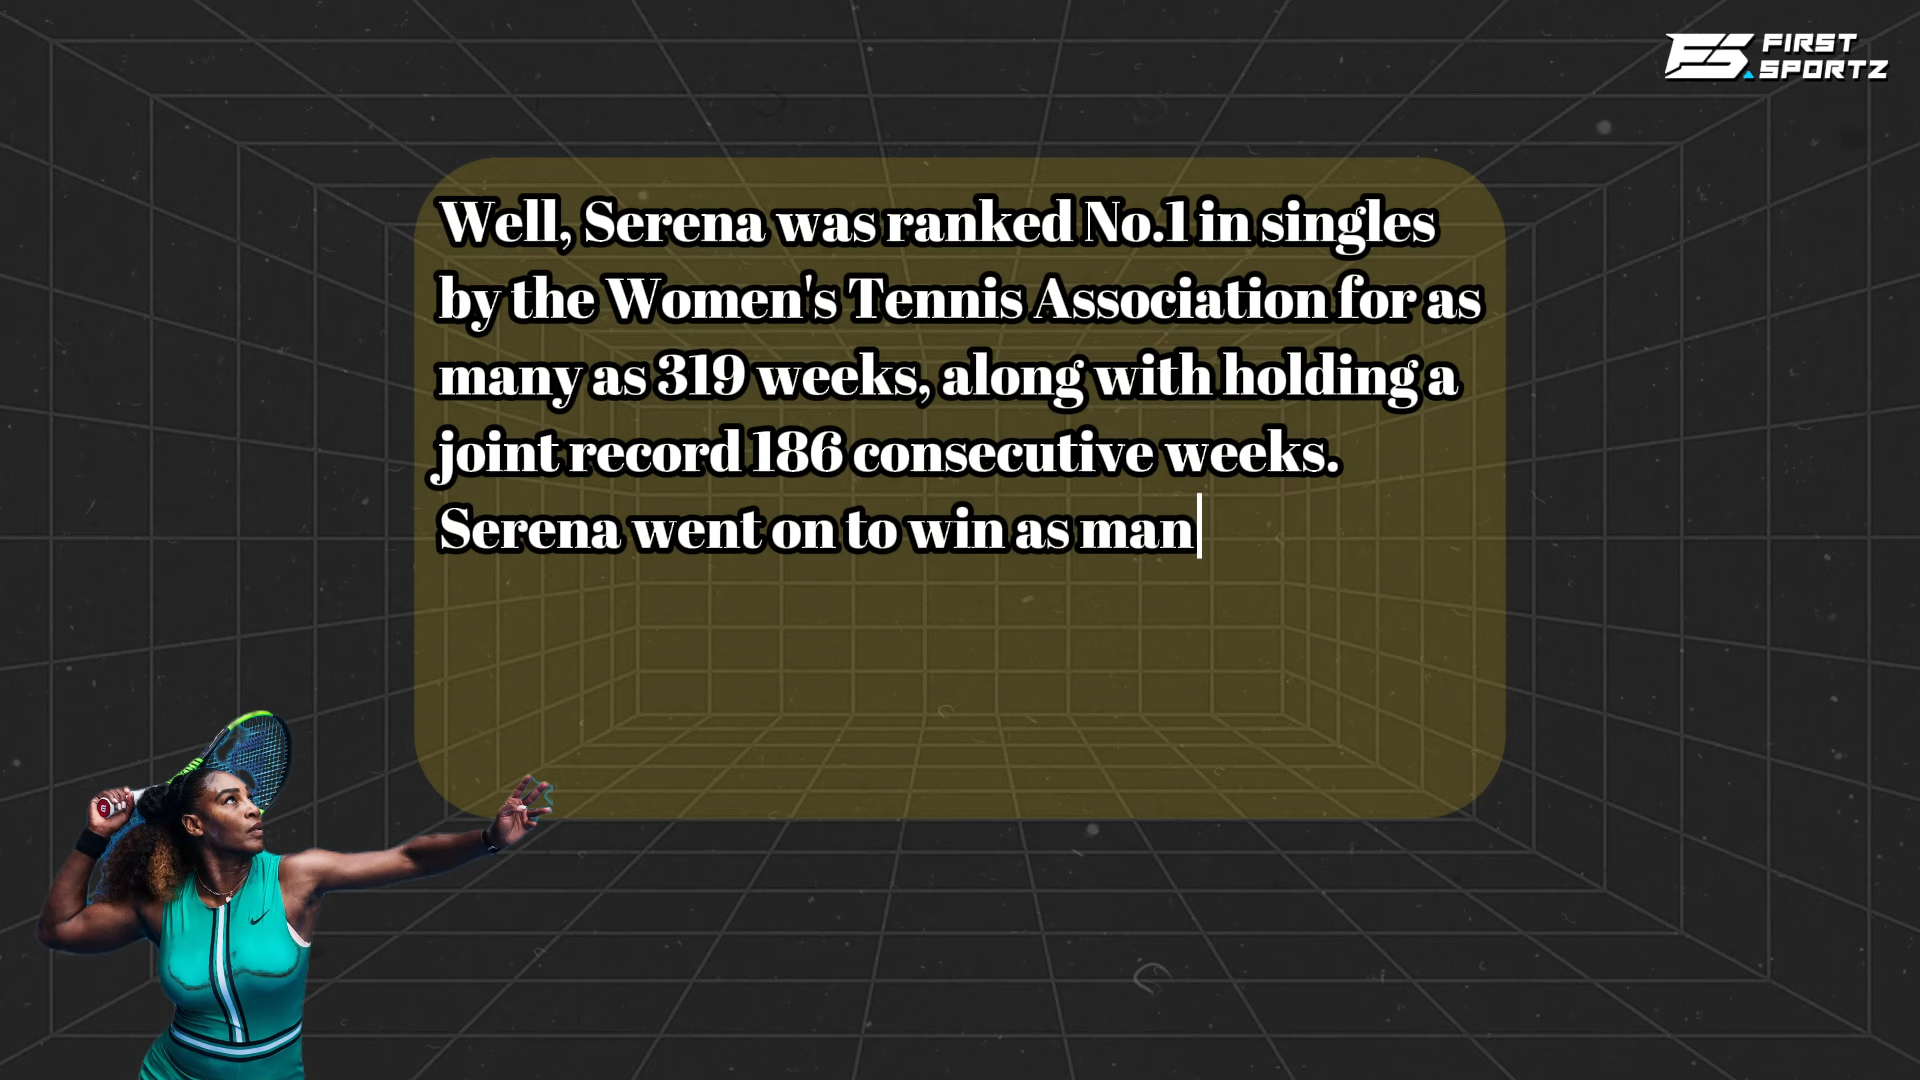 FIRST
SPORTZ
Well, Serena was ranked No.1 in singles
by the Women's Tennis Association for as
many as 319 weeks, along with holding a
joint record 186 consecutive weeks.
Serena went on to win as man